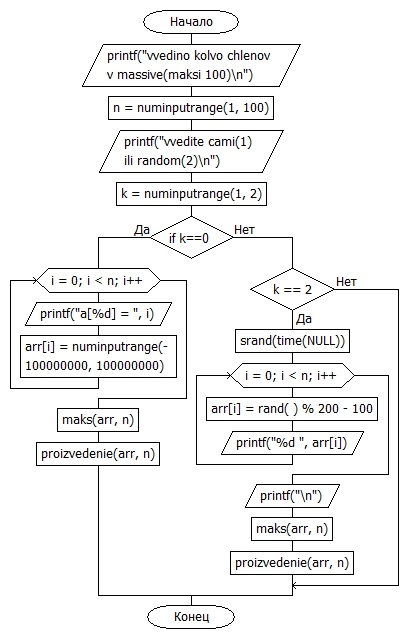 Начало
printf("vvedino kolvo chlenov
v massive(maksi 100)\n")
n = numinputrange(1, 100)
printf("vvedite cami(1)
ili random(2)\n")
k = numinputrange(1, 2)
if k==0
Да
Нет
i = 0; i < n; i++
printf("a[%d] = ", i)
arr[i] = numinputrange(-
100000000, 100000000)
maks(arr, n)
proizvedenie(arr, n)
k == 2
Нет
Да
srand(time(NULL))
i = 0; i < n; i++
arr[i] = rand( ) % 200 - 100
printf("%d ", arr[i])
printf("\n")
maks(arr, n)
proizvedenie(arr, n)
Конец